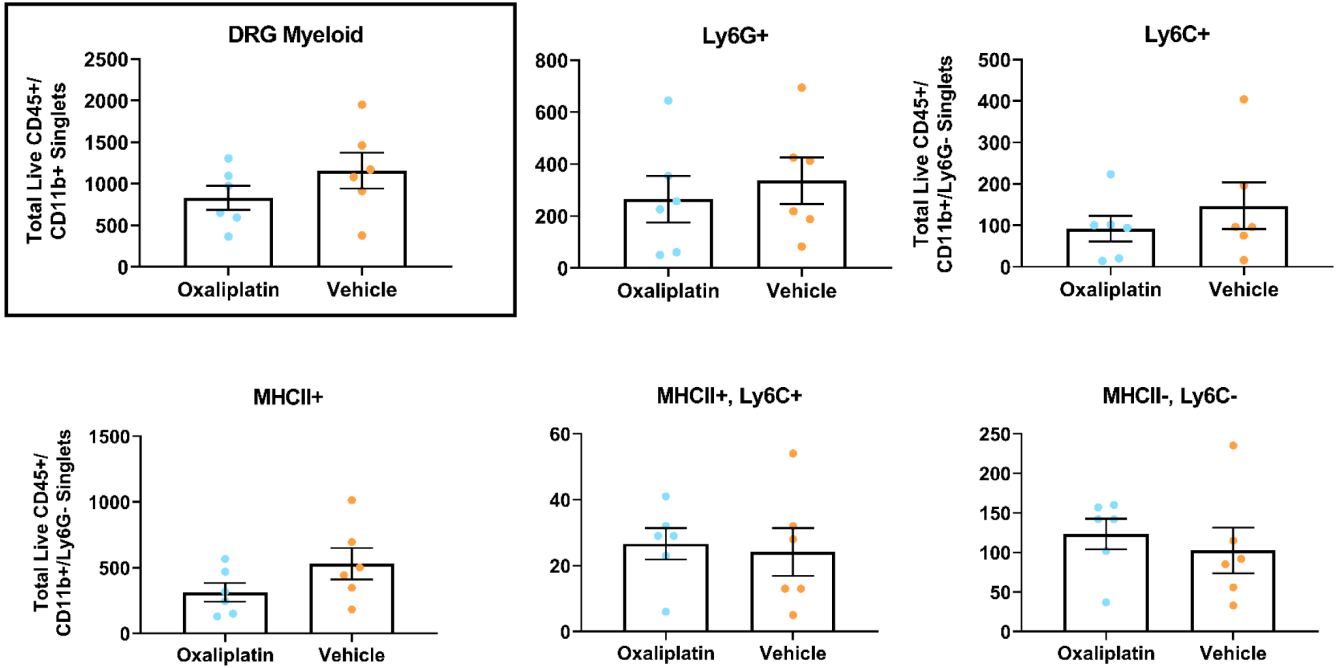 DRG Myeloid
Total Live CD45+/
CD11b+ Singlets
2500
2000
1500
1000
500
0
Oxaliplatin
Vehicle
Ly6G+
800
600
400
200
0
Oxaliplatin
Vehicle
Ly6C+
Total Live CD45+/
CD11b+/Ly6G- Singlets
500
400
300
200
100
0
Oxaliplatin
Vehicle
MHCII+
Total Live CD45+/
CD11b+/Ly6G- Singlets
1500
1000
500
0
Oxaliplatin
Vehicle
MHCII+, Ly6C+
60
40
20
0
Oxaliplatin
Vehicle
MHCII-, Ly6C-
250
200
150
100
50
0
Oxaliplatin
Vehicle